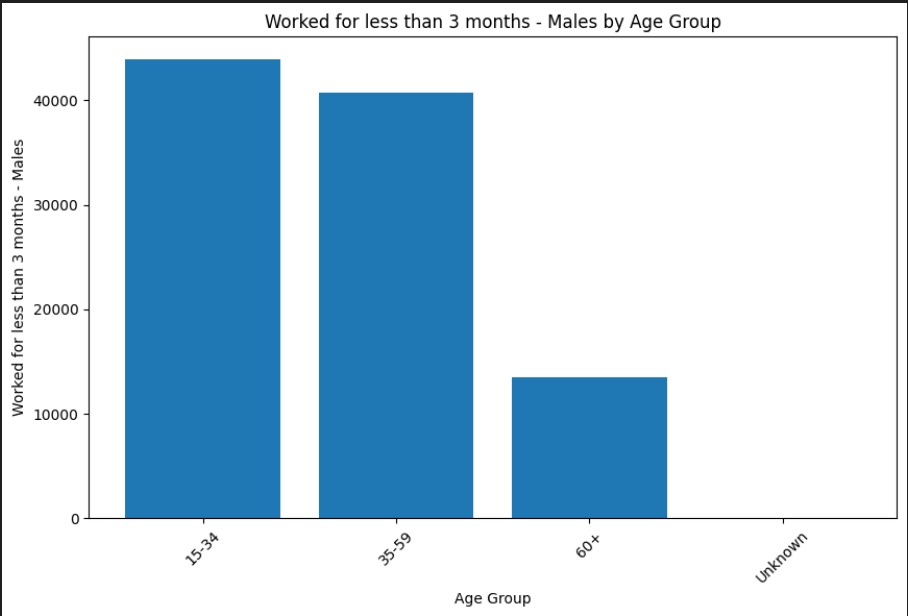 Worked for less than 3 months - Males by Age Group
Worked for less than 3 months - Males
40000
30000
20000
10000
0
15-34
35-59
60+
Unknown
Age Group